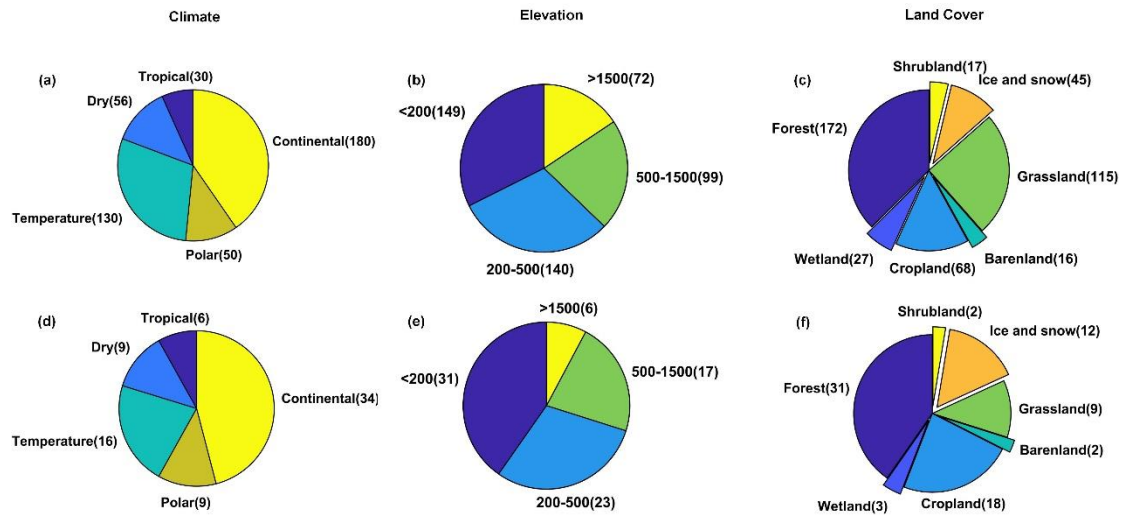 Climate
Elevation
Land Cover
(a)
Tropical(30)
Dry(56)
Continental(180)
Temperature(130)
Polar(50)
(b)
>1500(72)
<200(149)
500-1500(99)
200-500(140)
(c)
Shrubland(17)
Ice and snow(45)
Forest(172)
Grassland(115)
Wetland(27)
Cropland(68)
Barenland(16)
(d)
Tropical(6)
Dry(9)
Continental(34)
Temperature(16)
Polar(9)
(e)
>1500(6)
<200(31)
500-1500(17)
200-500(23)
(f)
Shrubland(2)
Ice and snow(12)
Forest(31)
Grassland(9)
Barenland(2)
Wetland(3)
Cropland(18)